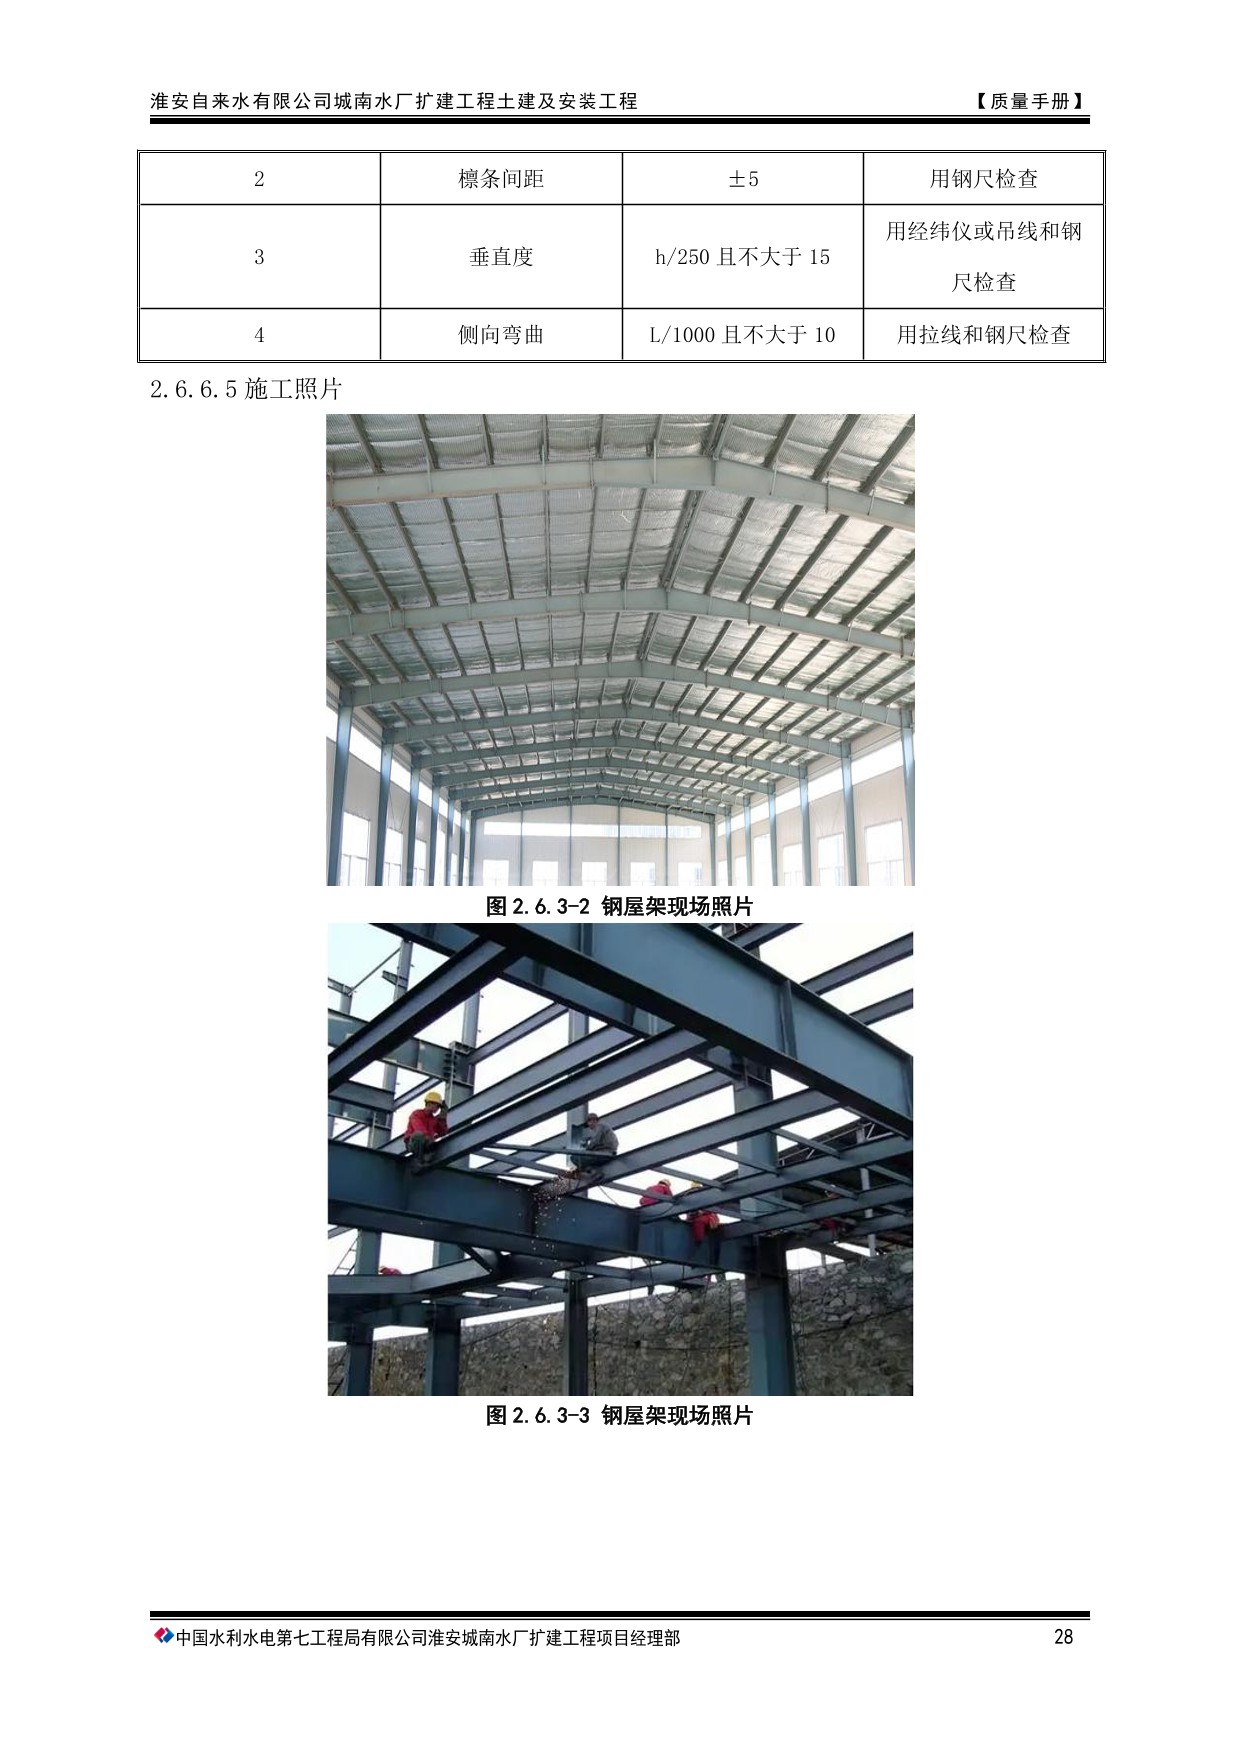 淮安自来水有限公司城南水厂扩建工程土建及安装工程 【质量手册】
2 檩条间距 ±5 用钢尺检查
3 垂直度 h/250 且不大于 15 用经纬仪或吊线和钢
尺检查
4 侧向弯曲 L/1000 且不大于 10 用拉线和钢尺检查
2.6.6.5 施工照片
图 2.6.3-2 钢屋架现场照片
图 2.6.3-3 钢屋架现场照片
中国水利水电第七工程局有限公司淮安城南水厂扩建工程项目经理部 28